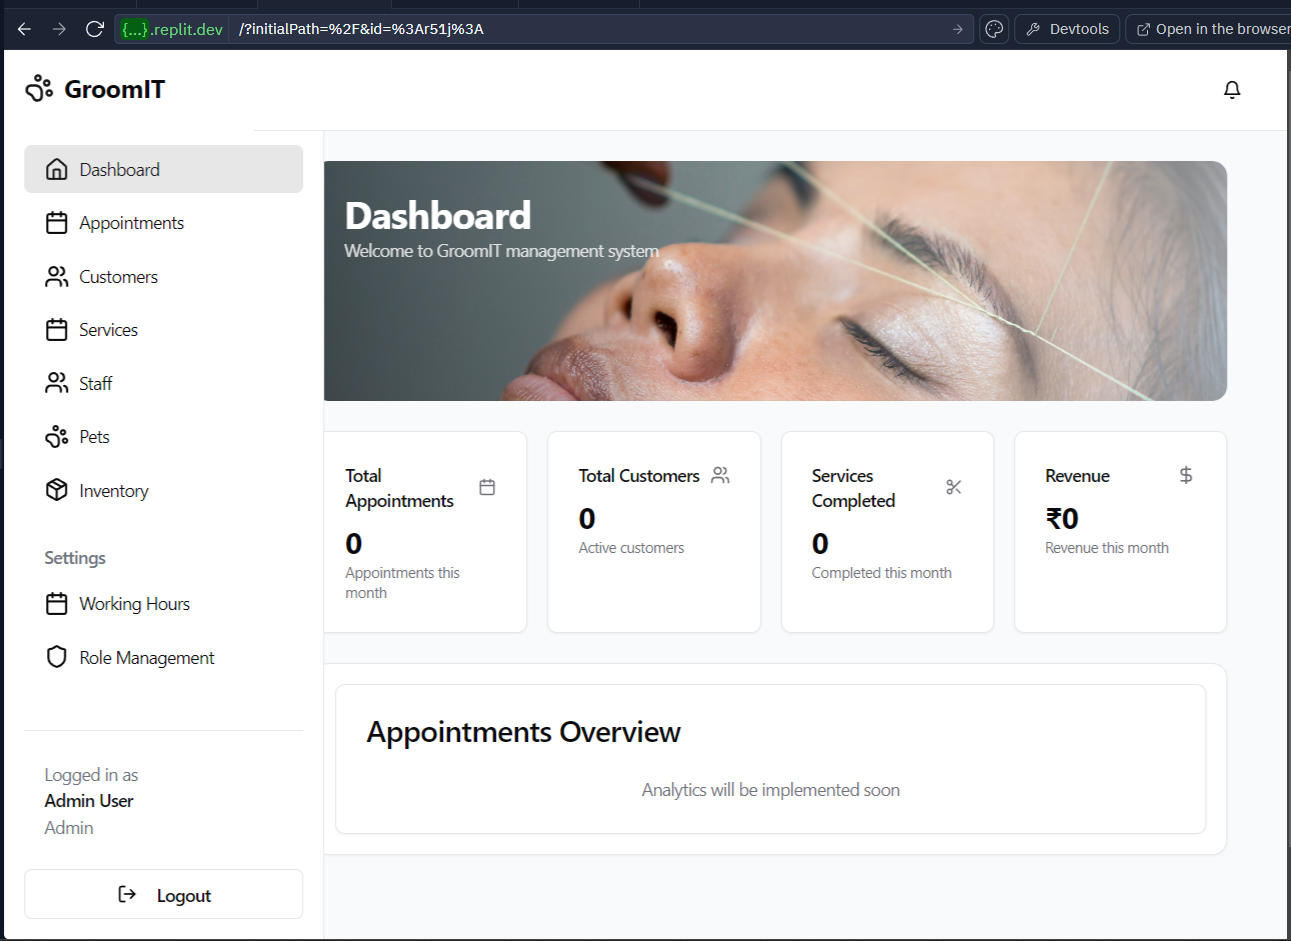 {...}.replit.dev /?initialPath=%2F&id=%3Ar51j%3A
Devtools
Open in the browser
GroomIT
Dashboard
Appointments
Customers
Services
Staff
Pets
Inventory
Settings
Working Hours
Role Management
Logged in as
Admin User
Admin
Logout
Dashboard
Welcome to GroomIT management system
Total
Appointments
0
Appointments this
month
Total Customers
0
Active customers
Services
Completed
0
Completed this month
Revenue
₹0
Revenue this month
Appointments Overview
Analytics will be implemented soon